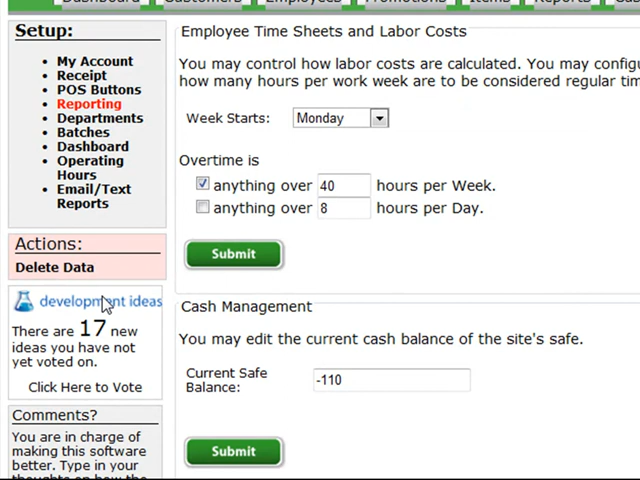 Dashboard Customers Employees Promotions Items Reports
Setup:
• My Account
• Receipt
• POS Buttons
• Reporting
• Departments
• Batches
• Dashboard
• Operating
Hours
• Email/Text
Reports
Actions:
Delete Data
development ideas
There are 17 new
ideas you have not
yet voted on.
Click Here to Vote
Comments?
You are in charge of
making this software
better. Type in your
thoughts on how the
Employee Time Sheets and Labor Costs
You may control how labor costs are calculated. You may configu
how many hours per work week are to be considered regular tim
Week Starts: Monday
Overtime is
anything over 40 hours per Week.
anything over 8 hours per Day.
Submit
Cash Management
You may edit the current cash balance of the site's safe.
Current Safe
Balance: -110
Submit